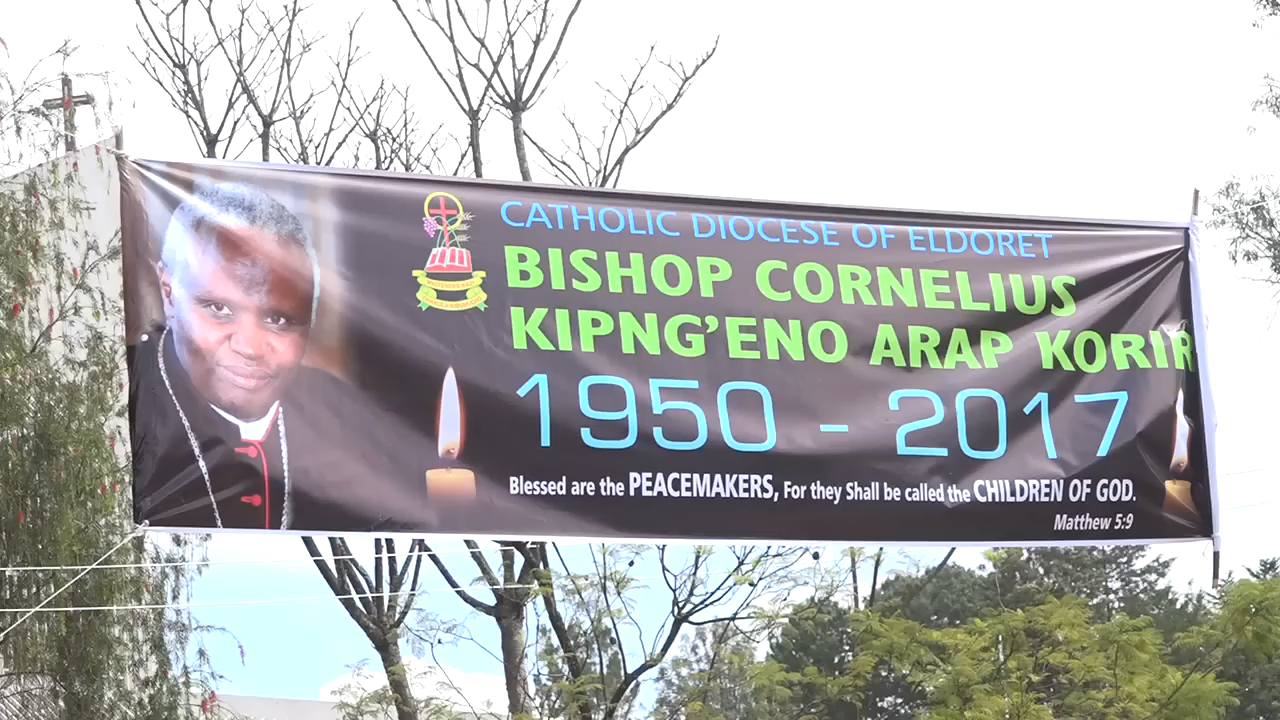 CATHOLIC DIOCESE OF ELDORET
BISHOP CORNELIUS
KIPNG'ENO ARAP KORIR
1950 - 2017
Blessed are the PEACEMAKERS, For they Shall be called the CHILDREN OF GOD.
Matthew 5:9